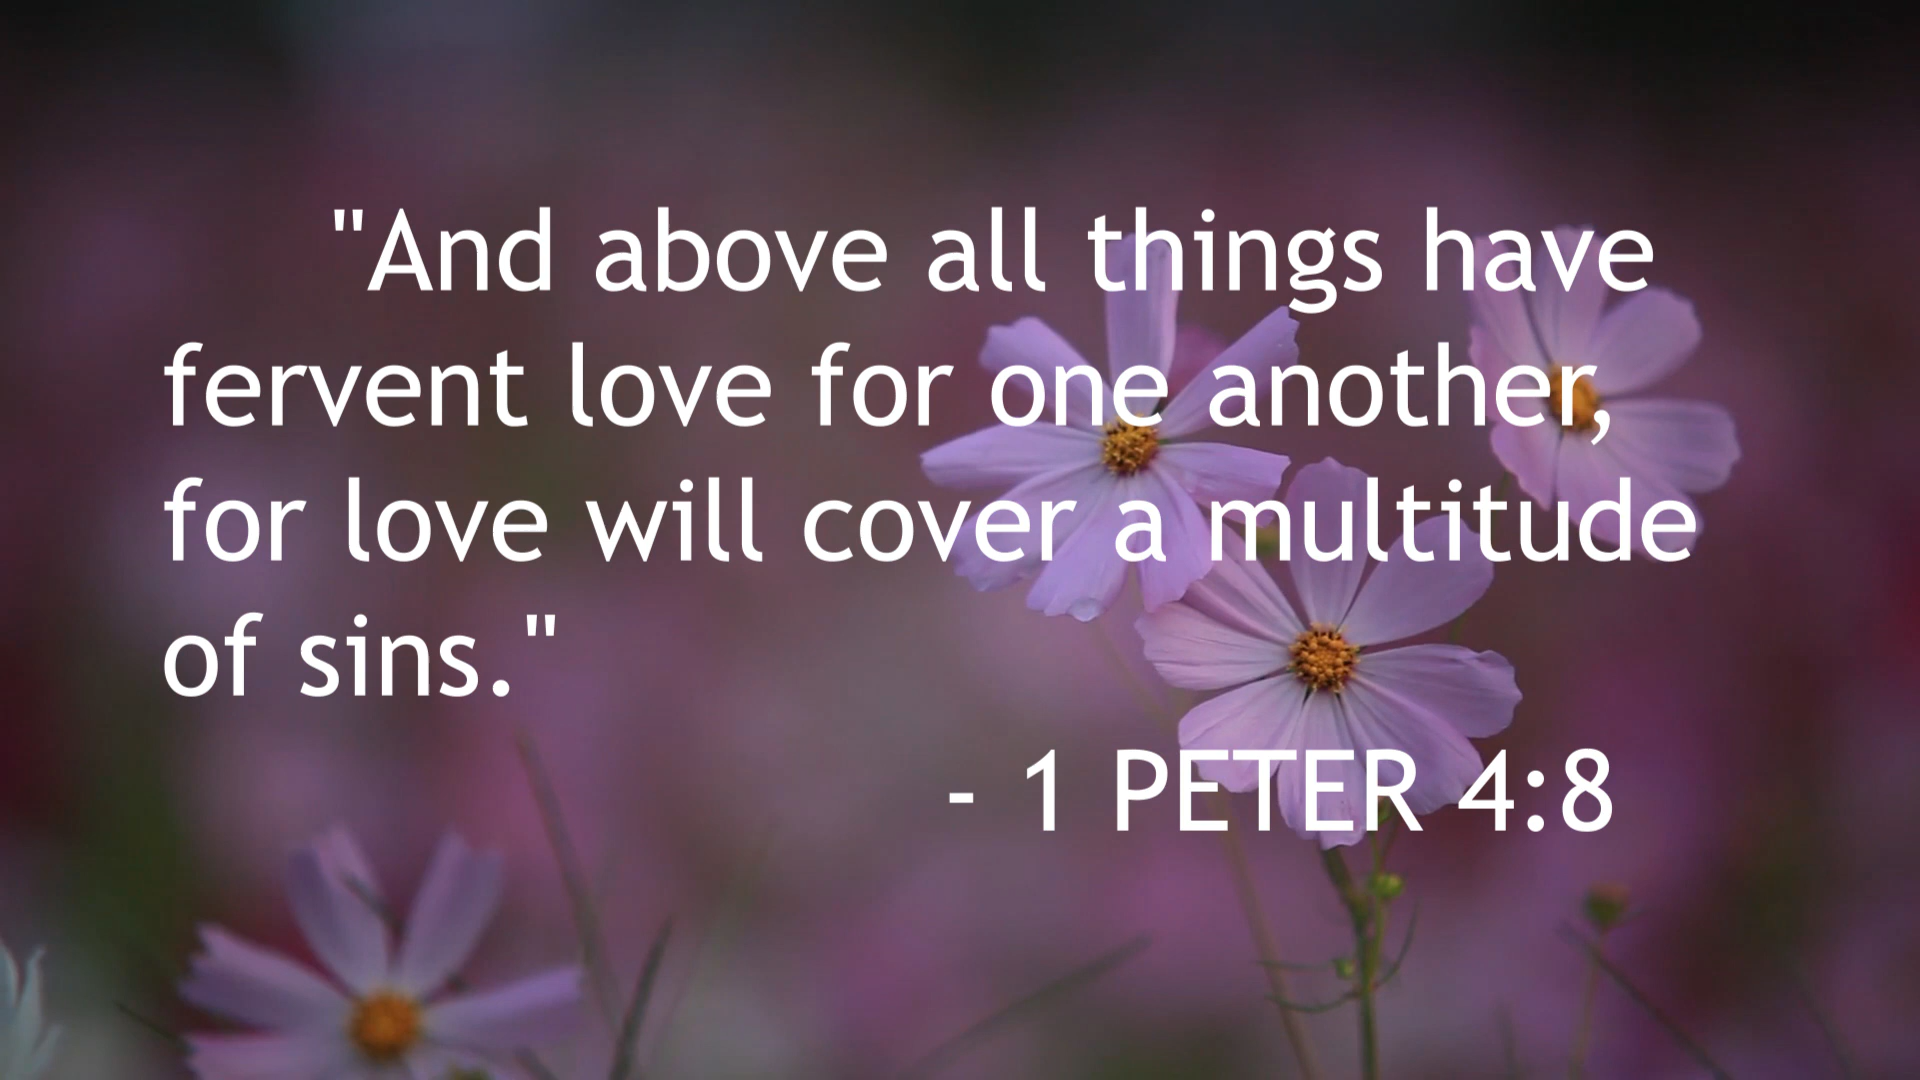 "And above all things have
fervent love for one another,
for love will cover a multitude
of sins."
- 1 PETER 4:8